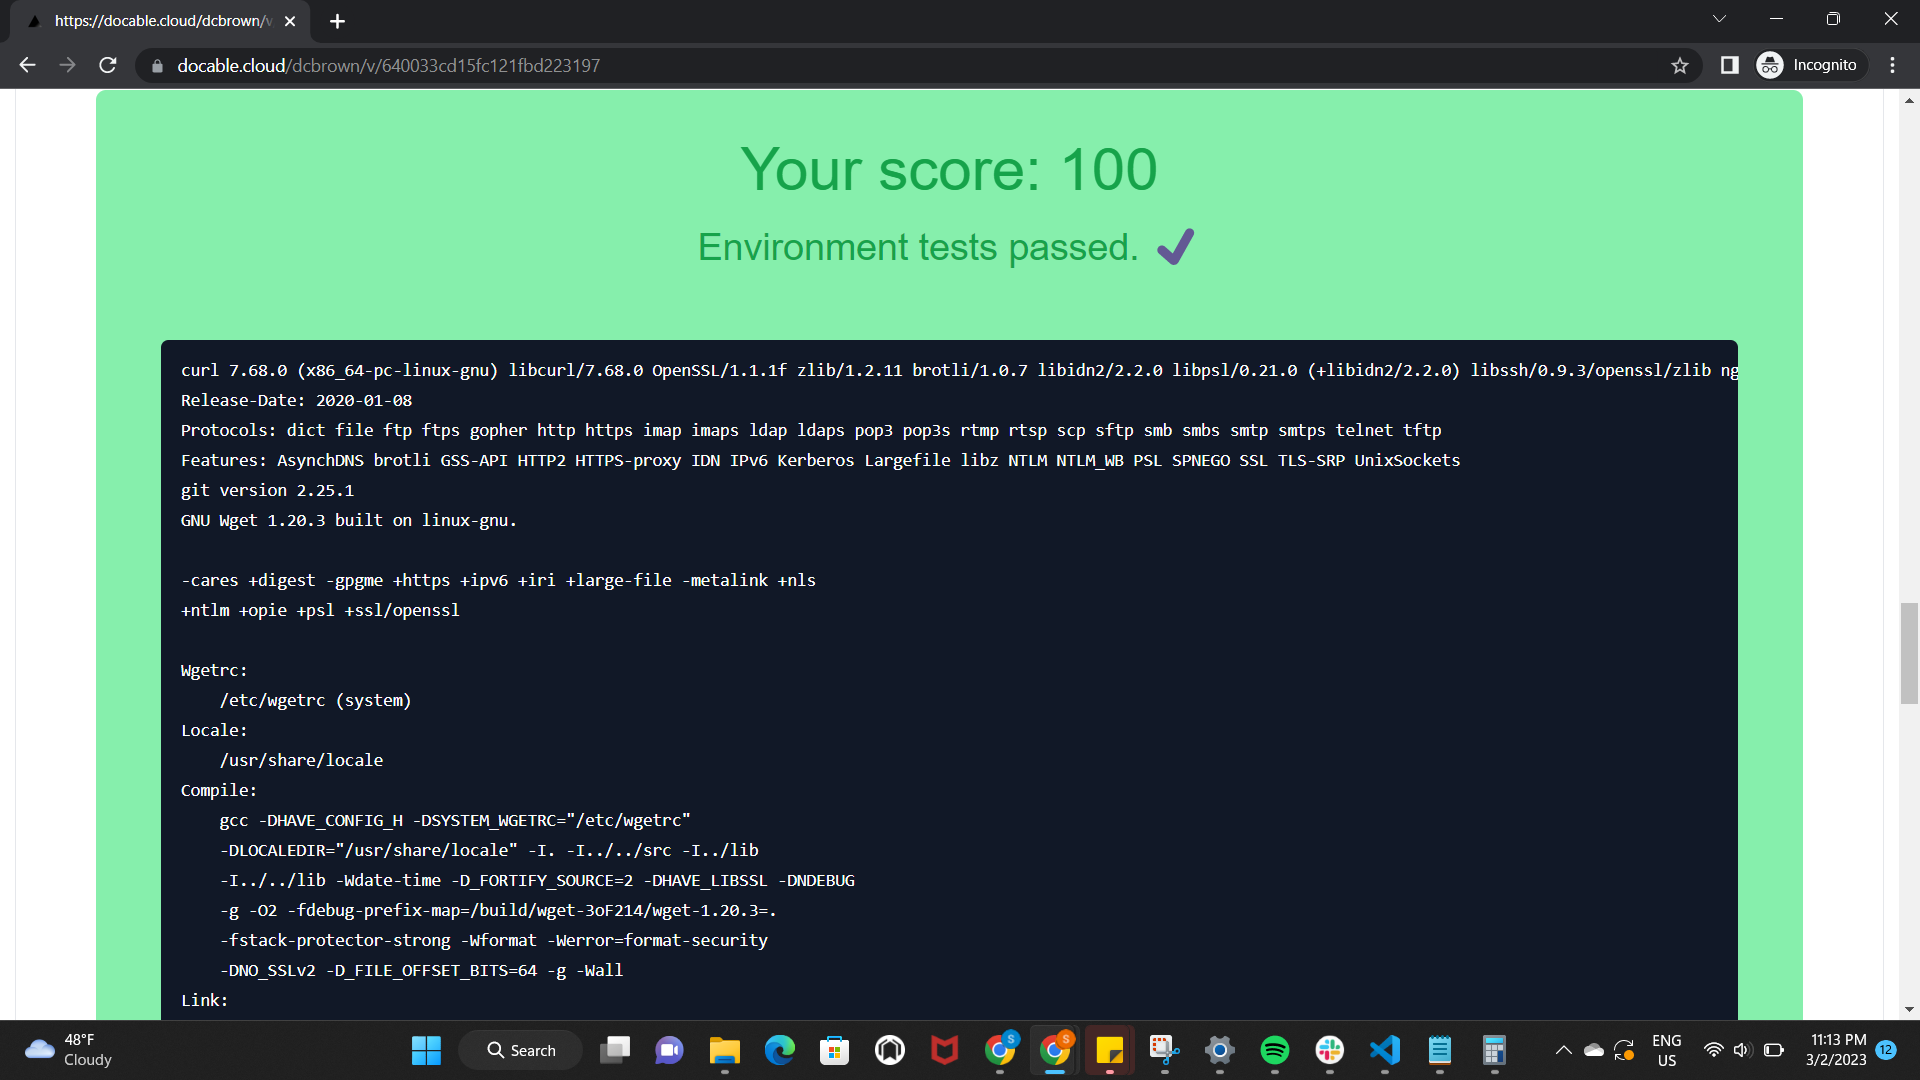 https://docable.cloud/dcbrown/v
docable.cloud/dcbrown/v/640033cd15fc121fbd223197
Incognito
Your score: 100
Environment tests passed.
curl 7.68.0 (x86_64-pc-linux-gnu) libcurl/7.68.0 OpenSSL/1.1.1f zlib/1.2.11 brotli/1.0.7 libidn2/2.2.0 libpsl/0.21.0 (+libidn2/2.2.0) libssh/0.9.3/openssl/zlib ng
Release-Date: 2020-01-08
Protocols: dict file ftp ftps gopher http https imap imaps ldap ldaps pop3 pop3s rtmp rtsp scp sftp smb smbs smtp smtps telnet tftp
Features: AsynchDNS brotli GSS-API HTTP2 HTTPS-proxy IDN IPv6 Kerberos Largefile libz NTLM NTLM_WB PSL SPNEGO SSL TLS-SRP UnixSockets
git version 2.25.1
GNU Wget 1.20.3 built on linux-gnu.
-cares +digest -gpgme +https +ipv6 +iri +large-file -metalink +nls
+ntlm +opie +psl +ssl/openssl
Wgetrc:
/etc/wgetrc (system)
Locale:
/usr/share/locale
Compile:
gcc -DHAVE_CONFIG_H -DSYSTEM_WGETRC="/etc/wgetrc"
-DLOCALEDIR="/usr/share/locale" -I. -I../../src -I../lib
-I../../lib -Wdate-time -D_FORTIFY_SOURCE=2 -DHAVE_LIBSSL -DNDEBUG
-g -O2 -fdebug-prefix-map=/build/wget-3oF214/wget-1.20.3=.
-fstack-protector-strong -Wformat -Werror=format-security
-DNO_SSLv2 -D_FILE_OFFSET_BITS=64 -g -Wall
Link:
48°F
Cloudy
Search
S
S
ENG
US
11:13 PM
3/2/2023
12